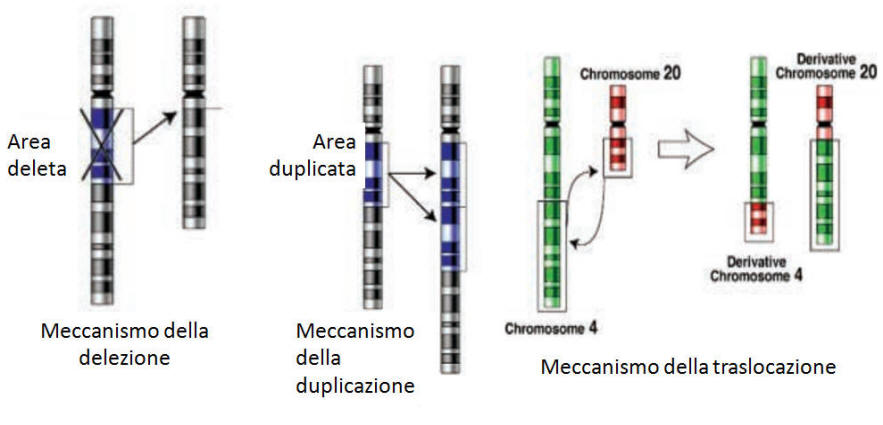 Area
deleta
Meccanismo della
delezione
Area
duplicata
Meccanismo
della
duplicazione
Chromosome 20
Chromosome 4
Derivative
Chromosome 20
Derivative
Chromosome 4
Meccanismo della traslocazione